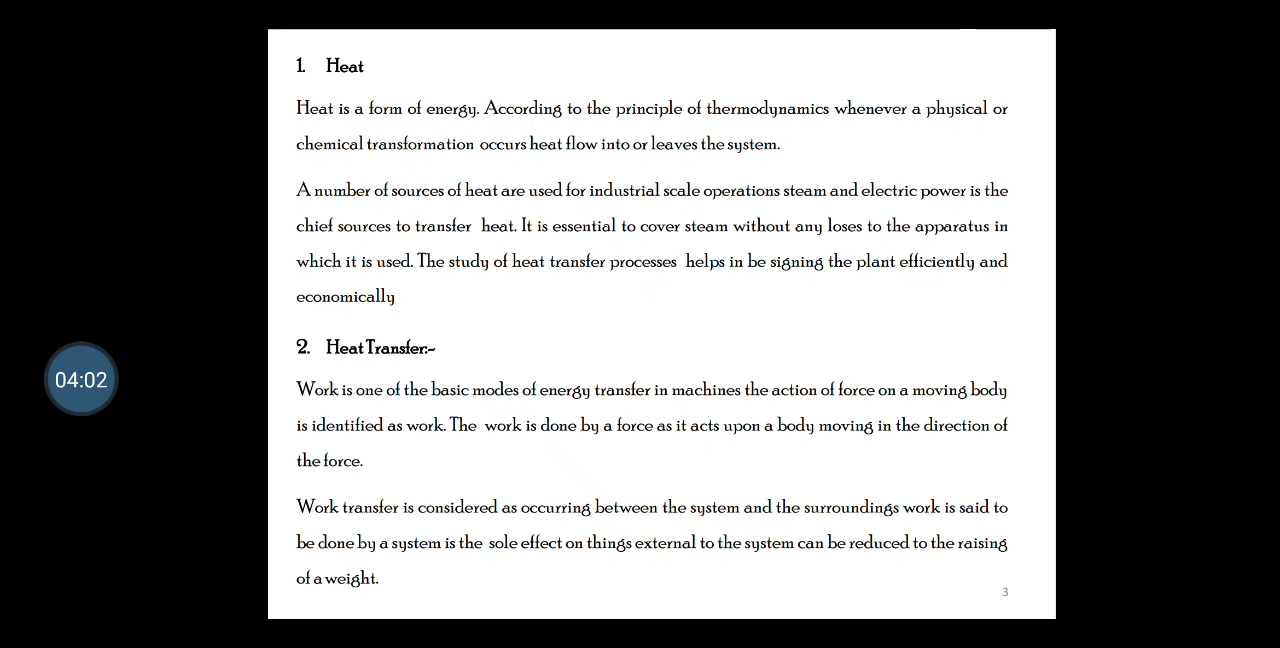 1. Heat
Heat is a form of energy. According to the principle of thermodynamics whenever a physical or
chemical transformation occurs heat flow into or leaves the system.
A number of sources of heat are used for industrial scale operations steam and electric power is the
chief sources to transfer heat. It is essential to cover steam without any loses to the apparatus in
which it is used. The study of heat transfer processes helps in be signing the plant efficiently and
economically
2. Heat Transfer:-
04:02
Work is one of the basic modes of energy transfer in machines the action of force on a moving body
is identified as work. The work is done by a force as it acts upon a body moving in the direction of
the force.
Work transfer is considered as occurring between the system and the surroundings work is said to
be done by a system is the sole effect on things external to the system can be reduced to the raising
of a weight.
3